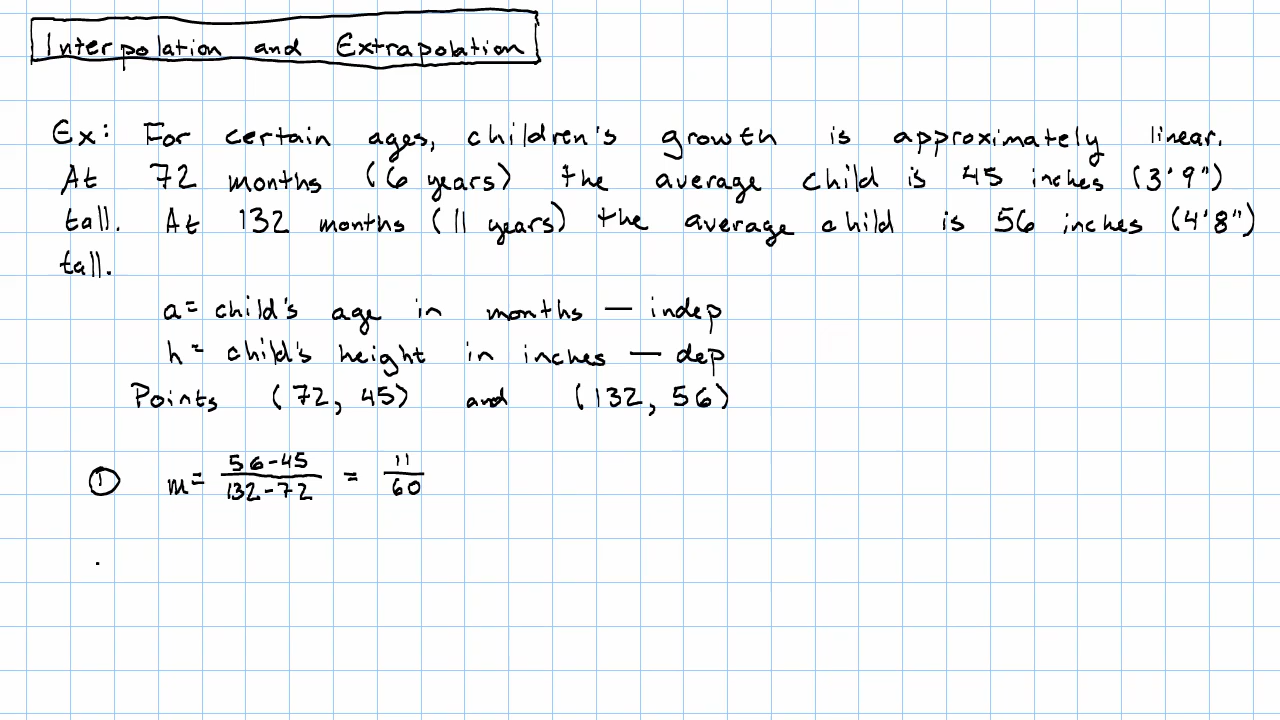 Interpolation and Extrapolation
Ex: For certain ages, children's growth is approximately linear.
At 72 months (6 years) the average child is 45 inches (3'9")
tall. At 132 months (11 years) the average child is 56 inches (4'8")
tall.
a = child's age in months — indep
h = child's height in inches — dep
Points (72, 45) and (132, 56)
① m = 56-45/132-72 = 11/60